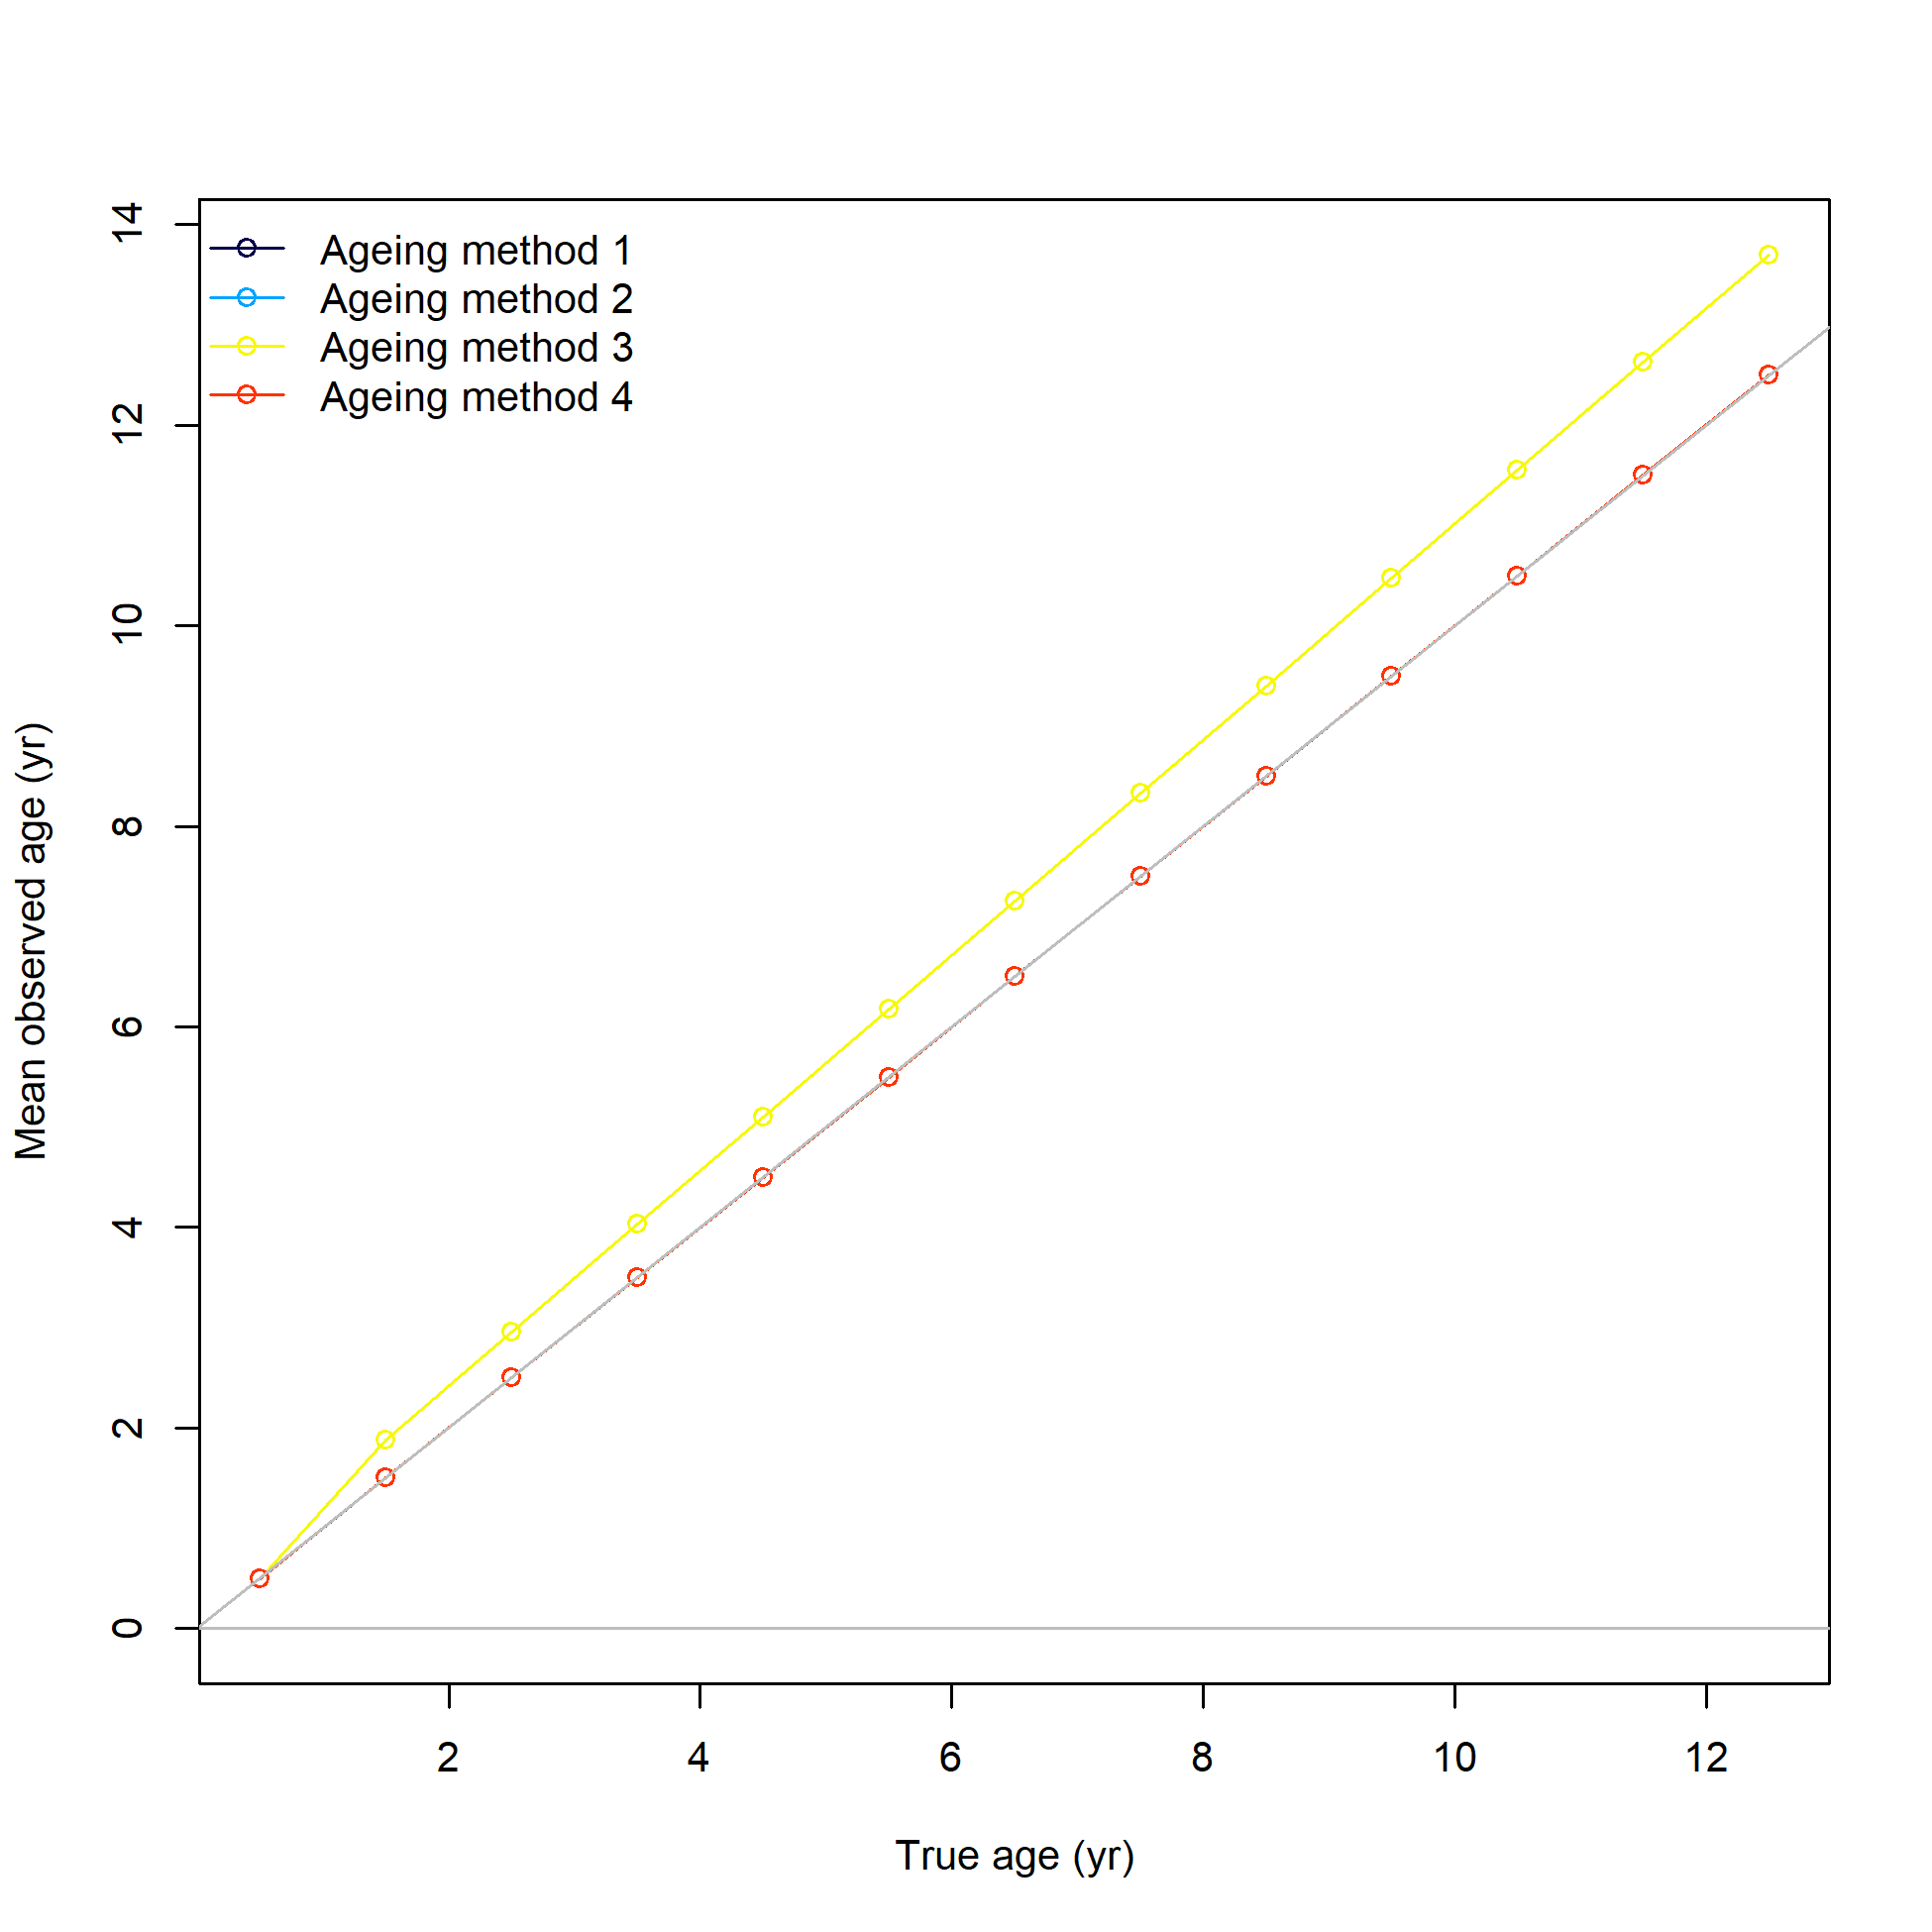 Ageing method 1
Ageing method 2
Ageing method 3
Ageing method 4
Mean observed age (yr)
14
12
10
8
6
4
2
0
2 4 6 8 10 12
True age (yr)